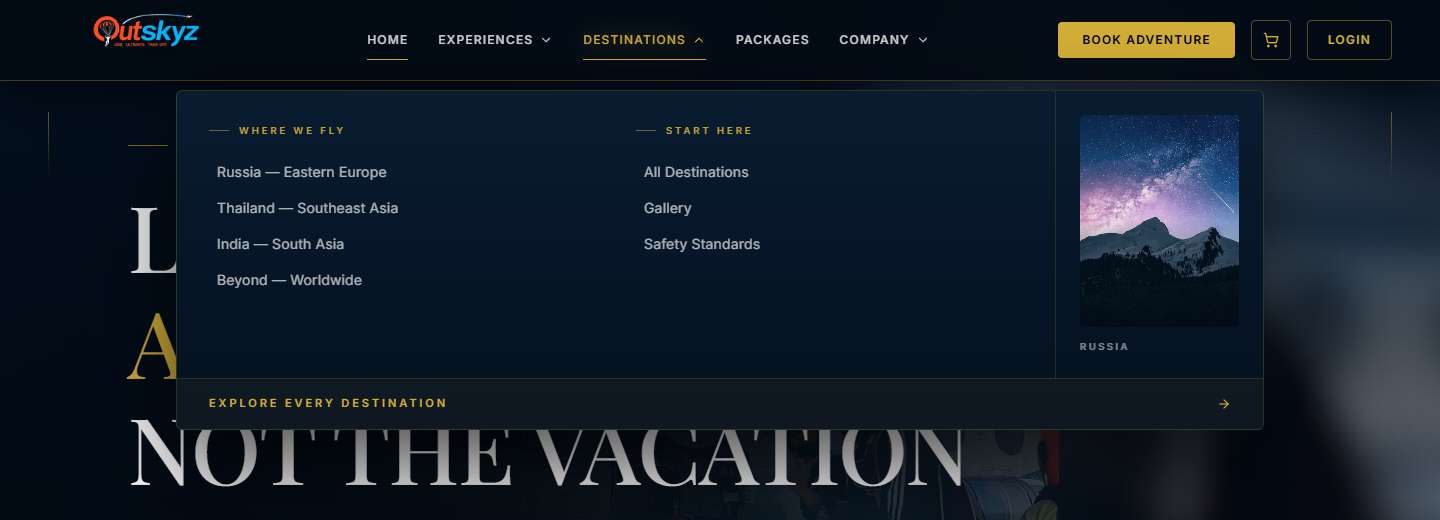 Outskyz
HOME EXPERIENCES DESTINATIONS PACKAGES COMPANY BOOK ADVENTURE LOGIN
WHERE WE FLY
Russia — Eastern Europe
Thailand — Southeast Asia
India — South Asia
Beyond — Worldwide
START HERE
All Destinations
Gallery
Safety Standards
RUSSIA
EXPLORE EVERY DESTINATION
L
A
NOT THE VACATION